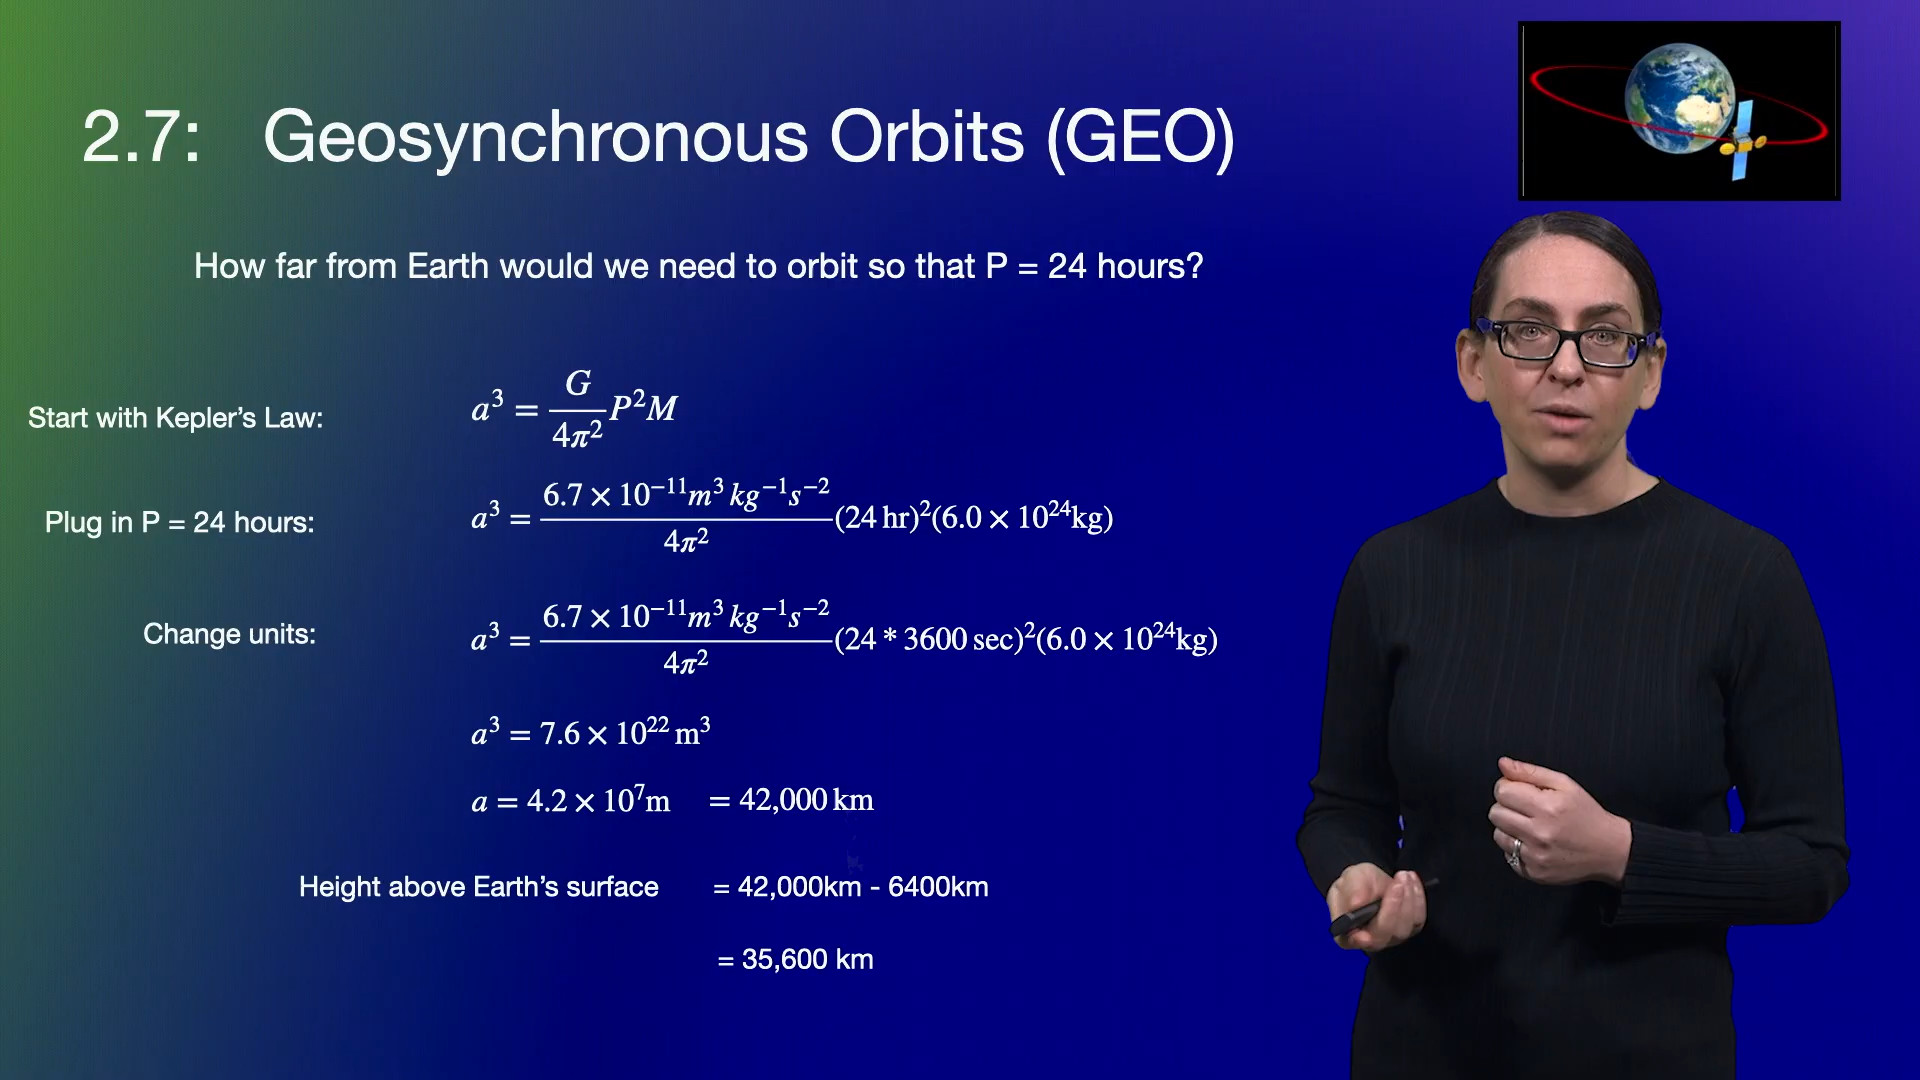 2.7: Geosynchronous Orbits (GEO)
How far from Earth would we need to orbit so that P = 24 hours?
Start with Kepler's Law: a³ = G/4π² P²M
Plug in P = 24 hours: a³ = 6.7 × 10⁻¹¹m³ kg⁻¹s⁻²/4π² (24 hr)²(6.0 × 10²⁴kg)
Change units: a³ = 6.7 × 10⁻¹¹m³ kg⁻¹s⁻²/4π² (24 * 3600 sec)²(6.0 × 10²⁴kg)
a³ = 7.6 × 10²² m³
a = 4.2 × 10⁷m = 42,000 km
Height above Earth's surface = 42,000km - 6400km
= 35,600 km